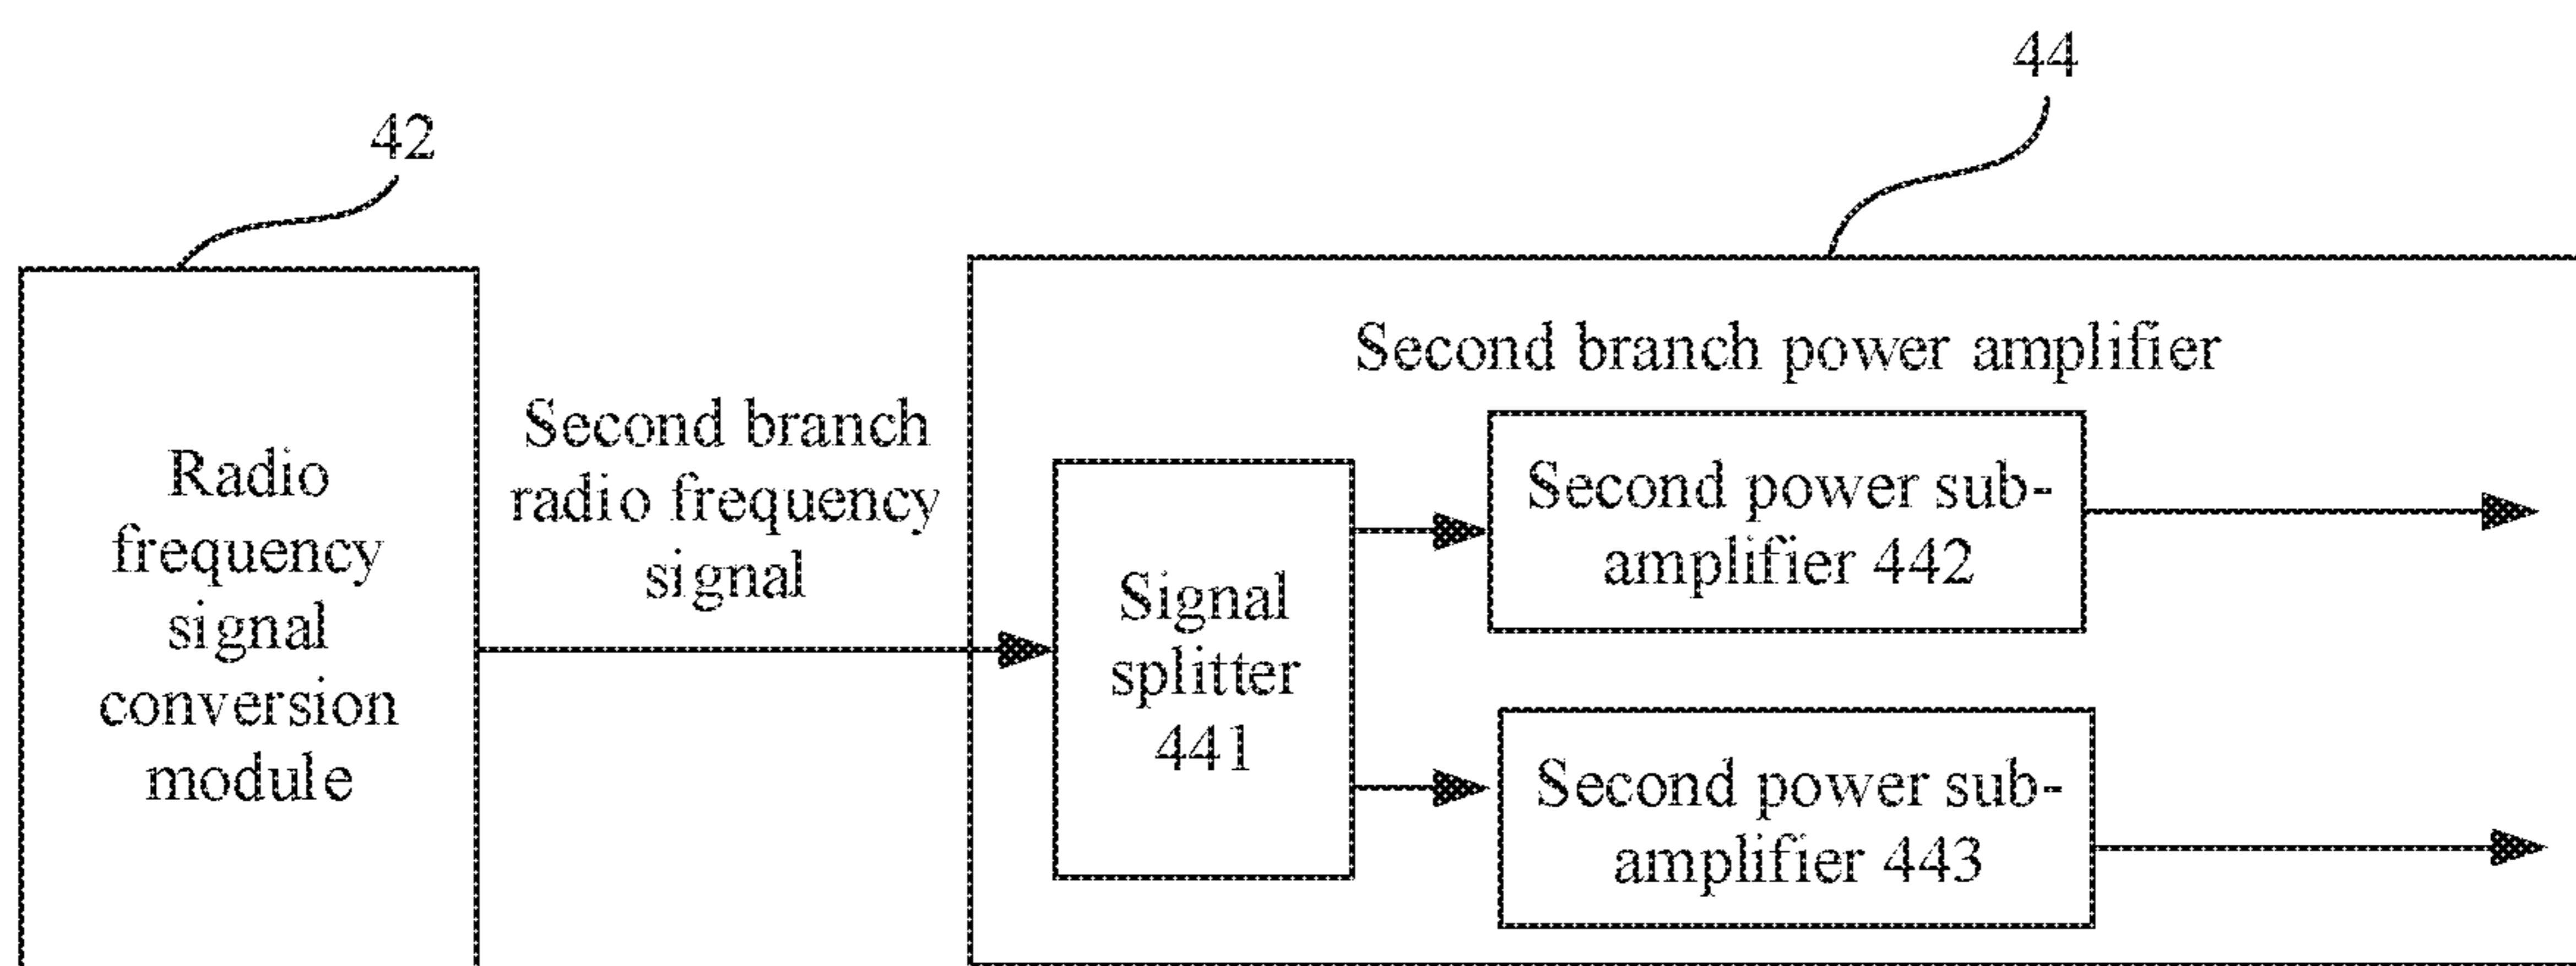 42
44
Radio
frequency
signal
conversion
module
Second branch
radio frequency
signal
Second branch power amplifier
Signal
splitter
441
Second power sub-
amplifier 442
Second power sub-
amplifier 443